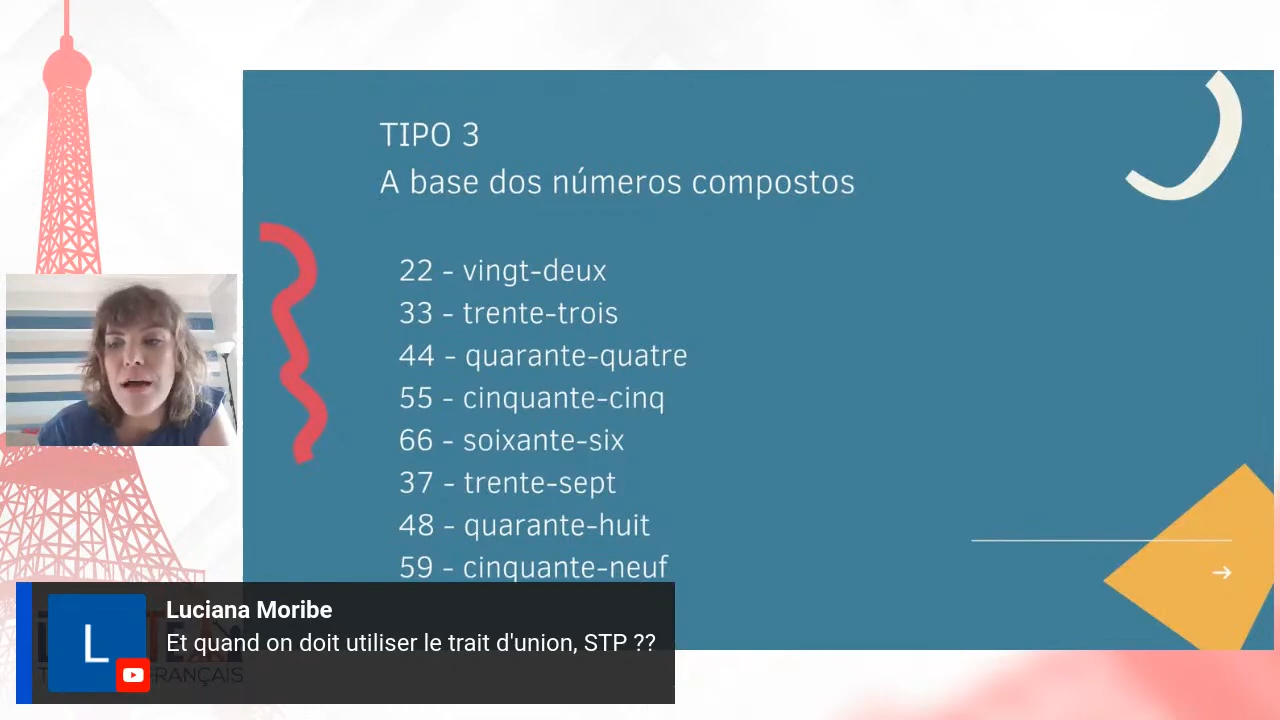 TIPO 3
A base dos números compostos
22 - vingt-deux
33 - trente-trois
44 - quarante-quatre
55 - cinquante-cinq
66 - soixante-six
37 - trente-sept
48 - quarante-huit
59 - cinquante-neuf
L
Luciana Moribe
Et quand on doit utiliser le trait d'union, STP ??
FRANÇAIS